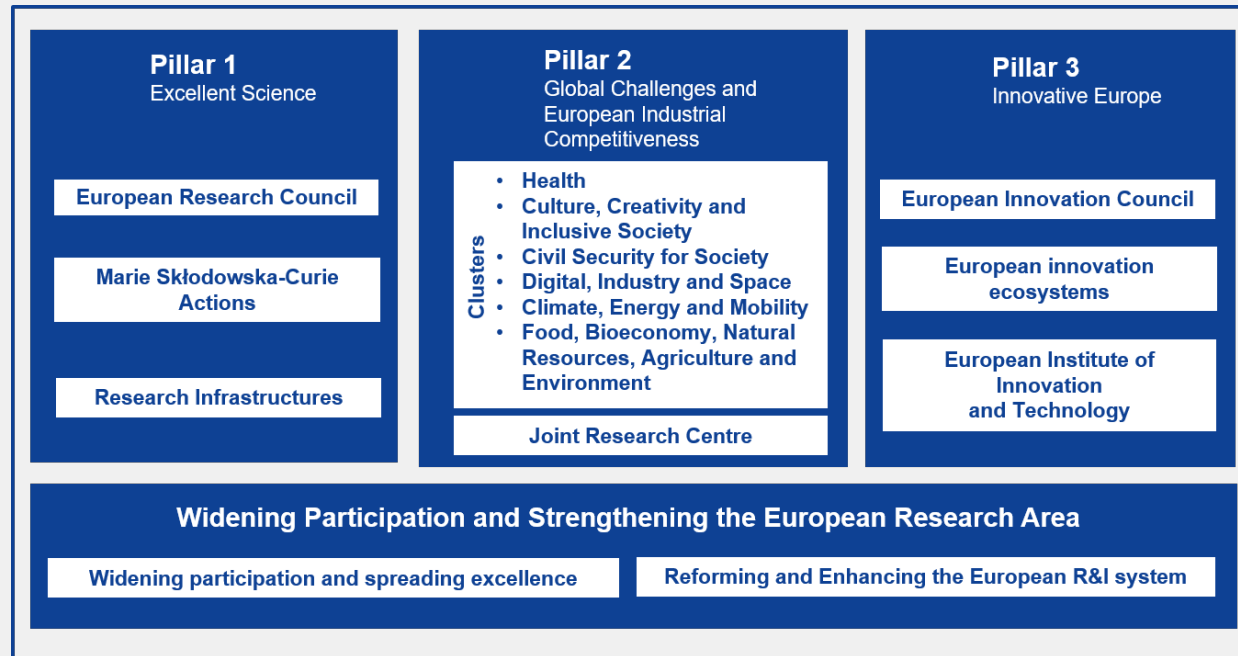 Pillar 1
Excellent Science
European Research Council
Marie Skłodowska-Curie
Actions
Research Infrastructures
Pillar 2
Global Challenges and
European Industrial
Competitiveness
Clusters
• Health
• Culture, Creativity and
Inclusive Society
• Civil Security for Society
• Digital, Industry and Space
• Climate, Energy and Mobility
• Food, Bioeconomy, Natural
Resources, Agriculture and
Environment
Joint Research Centre
Pillar 3
Innovative Europe
European Innovation Council
European innovation
ecosystems
European Institute of
Innovation
and Technology
Widening Participation and Strengthening the European Research Area
Widening participation and spreading excellence
Reforming and Enhancing the European R&I system